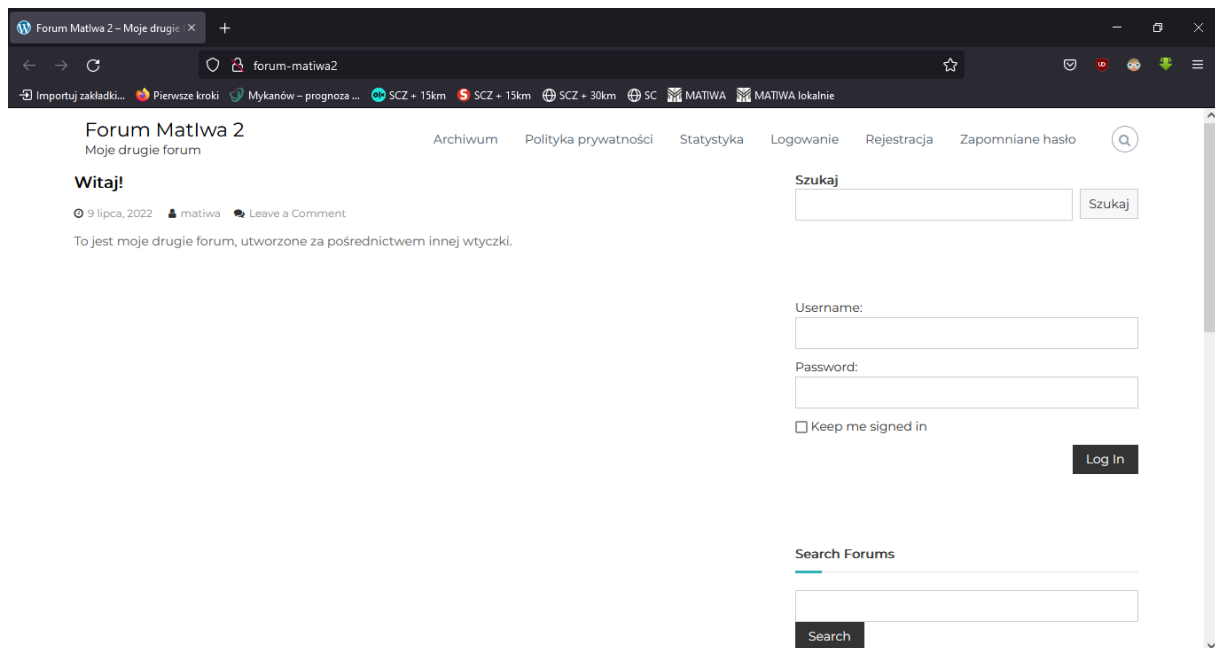 Forum MatIwa 2 – Moje drugie f
forum-matiwa2
Importuj zakładki... Pierwsze kroki Mykanów – prognoza ... SCZ + 15km SCZ + 15km SCZ + 30km SC MATIWA MATIWA lokalnie
Forum MatIwa 2
Moje drugie forum
Archiwum Polityka prywatności Statystyka Logowanie Rejestracja Zapomniane hasło
Witaj!
9 lipca, 2022 matiwa Leave a Comment
To jest moje drugie forum, utworzone za pośrednictwem innej wtyczki.
Szukaj
Szukaj
Username:
Password:
Keep me signed in
Log In
Search Forums
Search